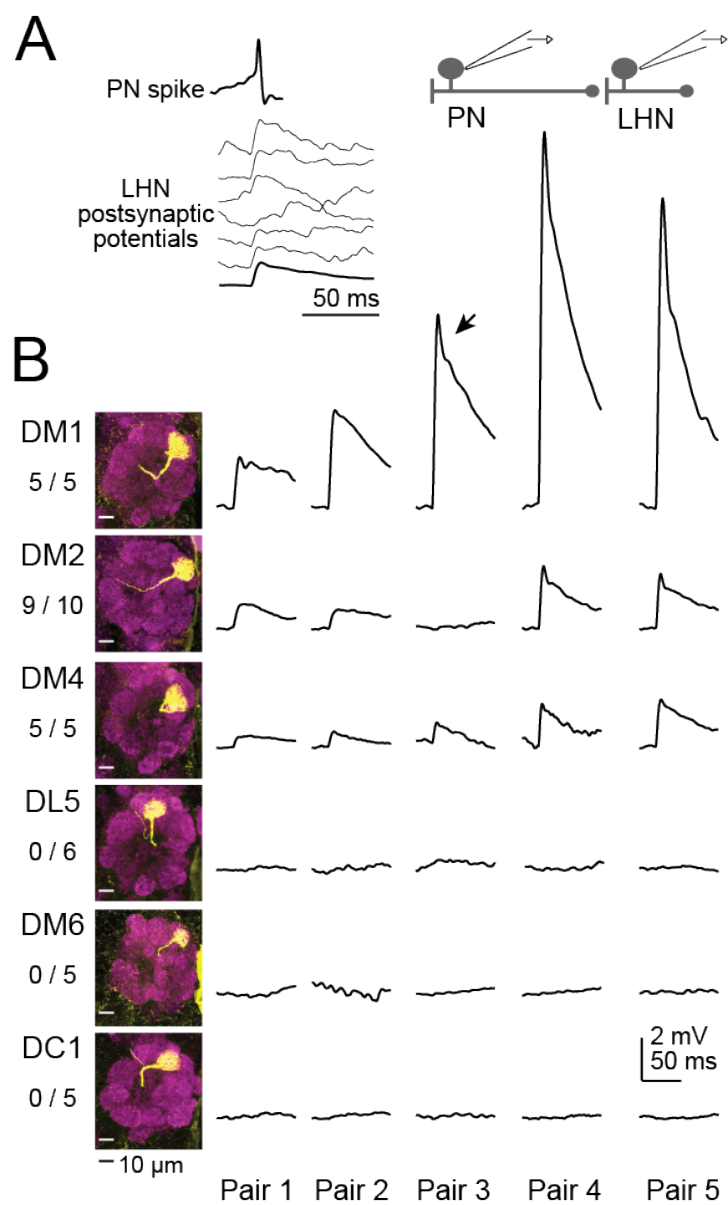 A
PN spike
LHN
postsynaptic
potentials
50 ms
PN
LHN
B
DM1
5 / 5
DM2
9 / 10
DM4
5 / 5
DL5
0 / 6
DM6
0 / 5
DC1
0 / 5
2 mV
50 ms
10 µm
Pair 1
Pair 2
Pair 3
Pair 4
Pair 5